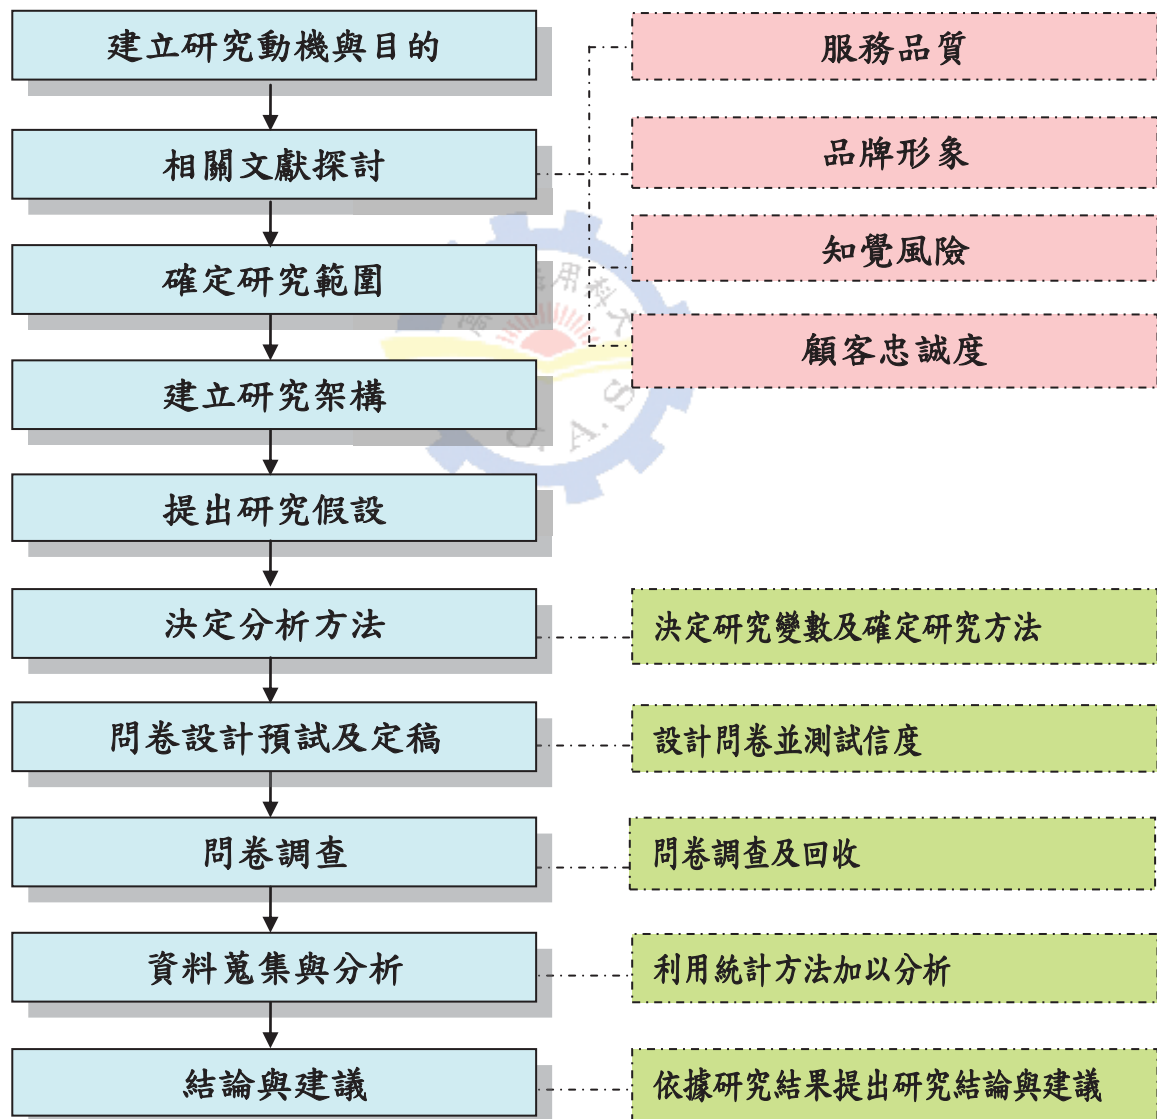 建立研究動機與目的
服務品質
相關文獻探討
品牌形象
確定研究範圍
知覺風險
用科大
建立研究架構
顧客忠誠度
U.A.S
提出研究假設
決定分析方法
決定研究變數及確定研究方法
問卷設計預試及定稿
設計問卷並測試信度
問卷調查
問卷調查及回收
資料蒐集與分析
利用統計方法加以分析
結論與建議
依據研究結果提出研究結論與建議